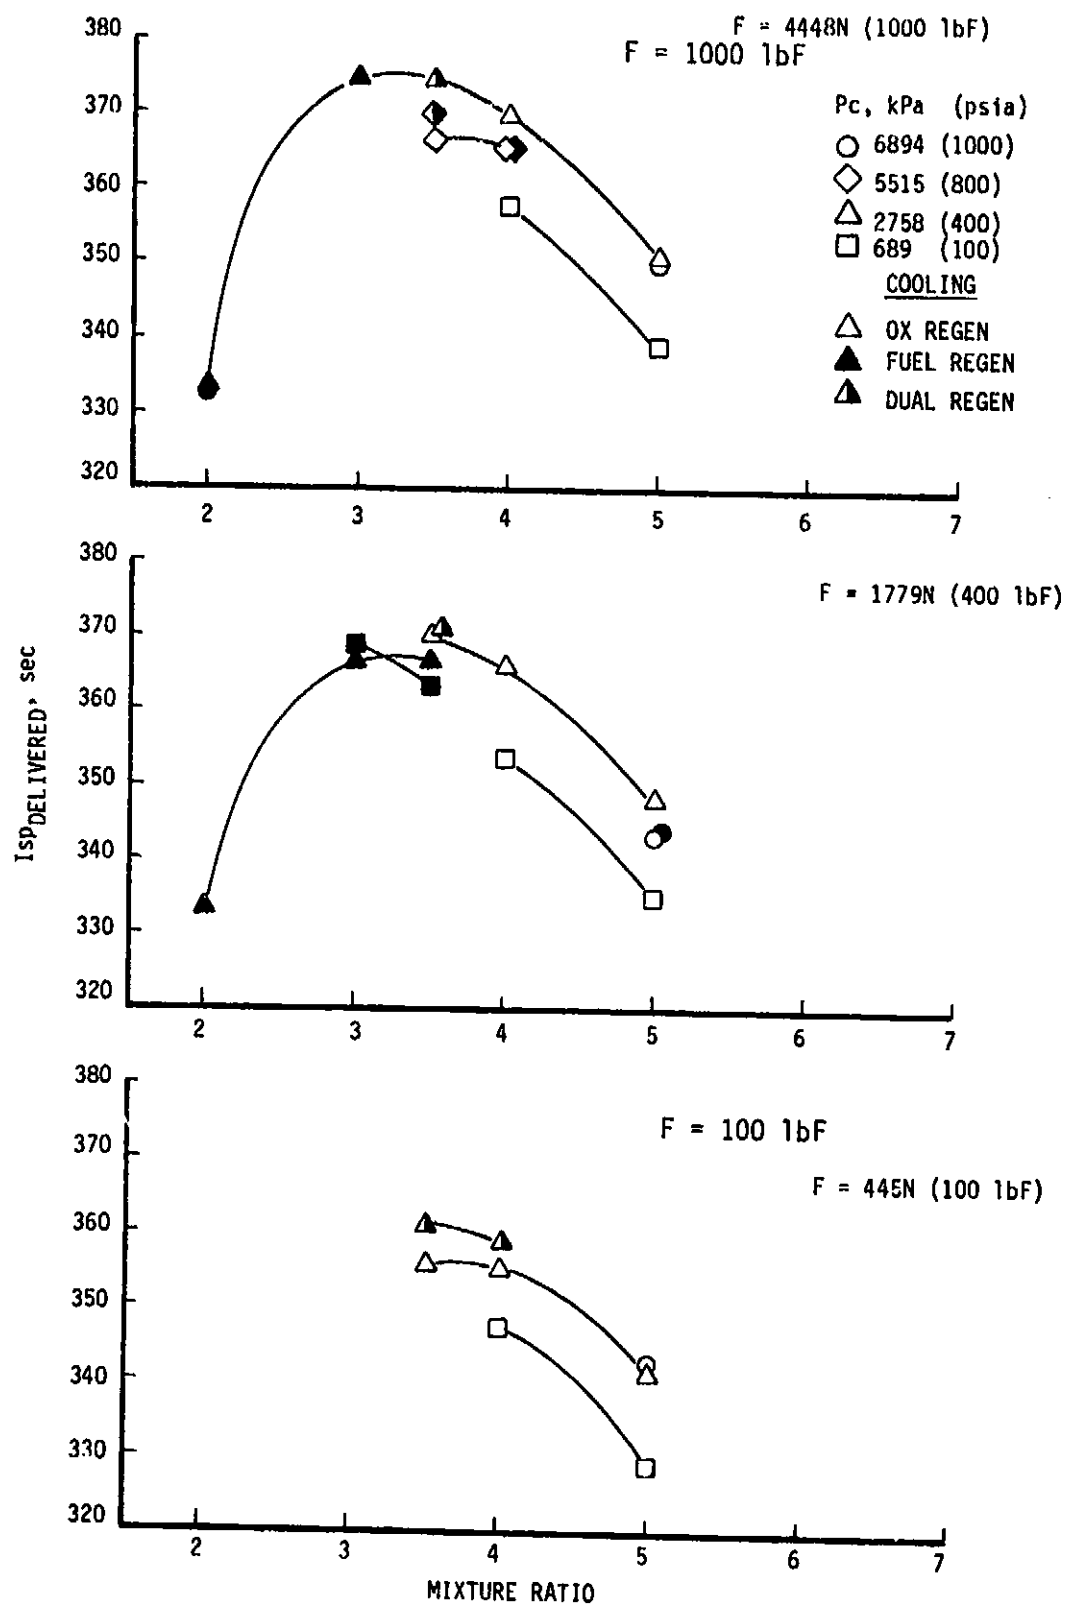 F = 4448N (1000 lbF)
F = 1000 lbF
Pc, kPa (psia)
6894 (1000)
5515 (800)
2758 (400)
689 (100)
COOLING
OX REGEN
FUEL REGEN
DUAL REGEN
380
370
360
350
340
330
320
2 3 4 5 6 7
F = 1779N (400 lbF)
380
370
360
350
340
330
320
2 3 4 5 6 7
IspDELIVERED, sec
F = 100 lbF
F = 445N (100 lbF)
380
370
360
350
340
330
320
2 3 4 5 6 7
MIXTURE RATIO